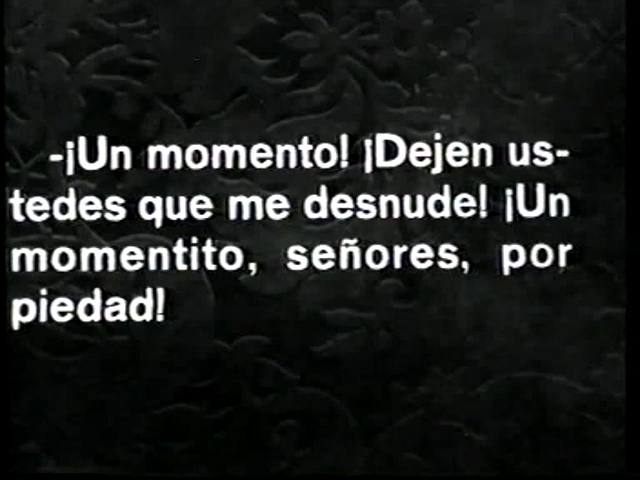 -¡Un momento! ¡Dejen us-
tedes que me desnude! ¡Un
momentito, señores, por
piedad!